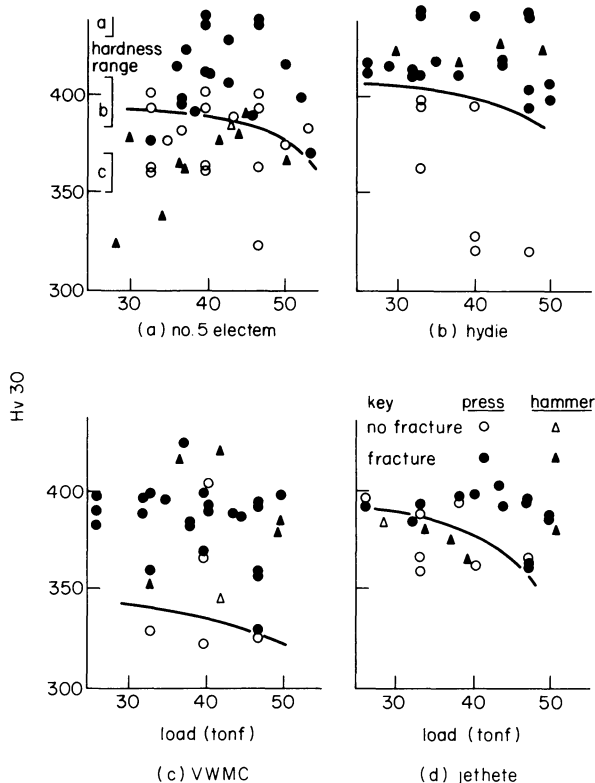 a
hardness
range
b
c
400
350
300
30 40 50
30 40 50
(a) no. 5 electem
(b) hydie
Hv 30
key press hammer
no fracture
fracture
400
350
300
400
350
300
30 40 50
30 40 50
load (tonf)
load (tonf)
(c) VWMC
(d) jethete